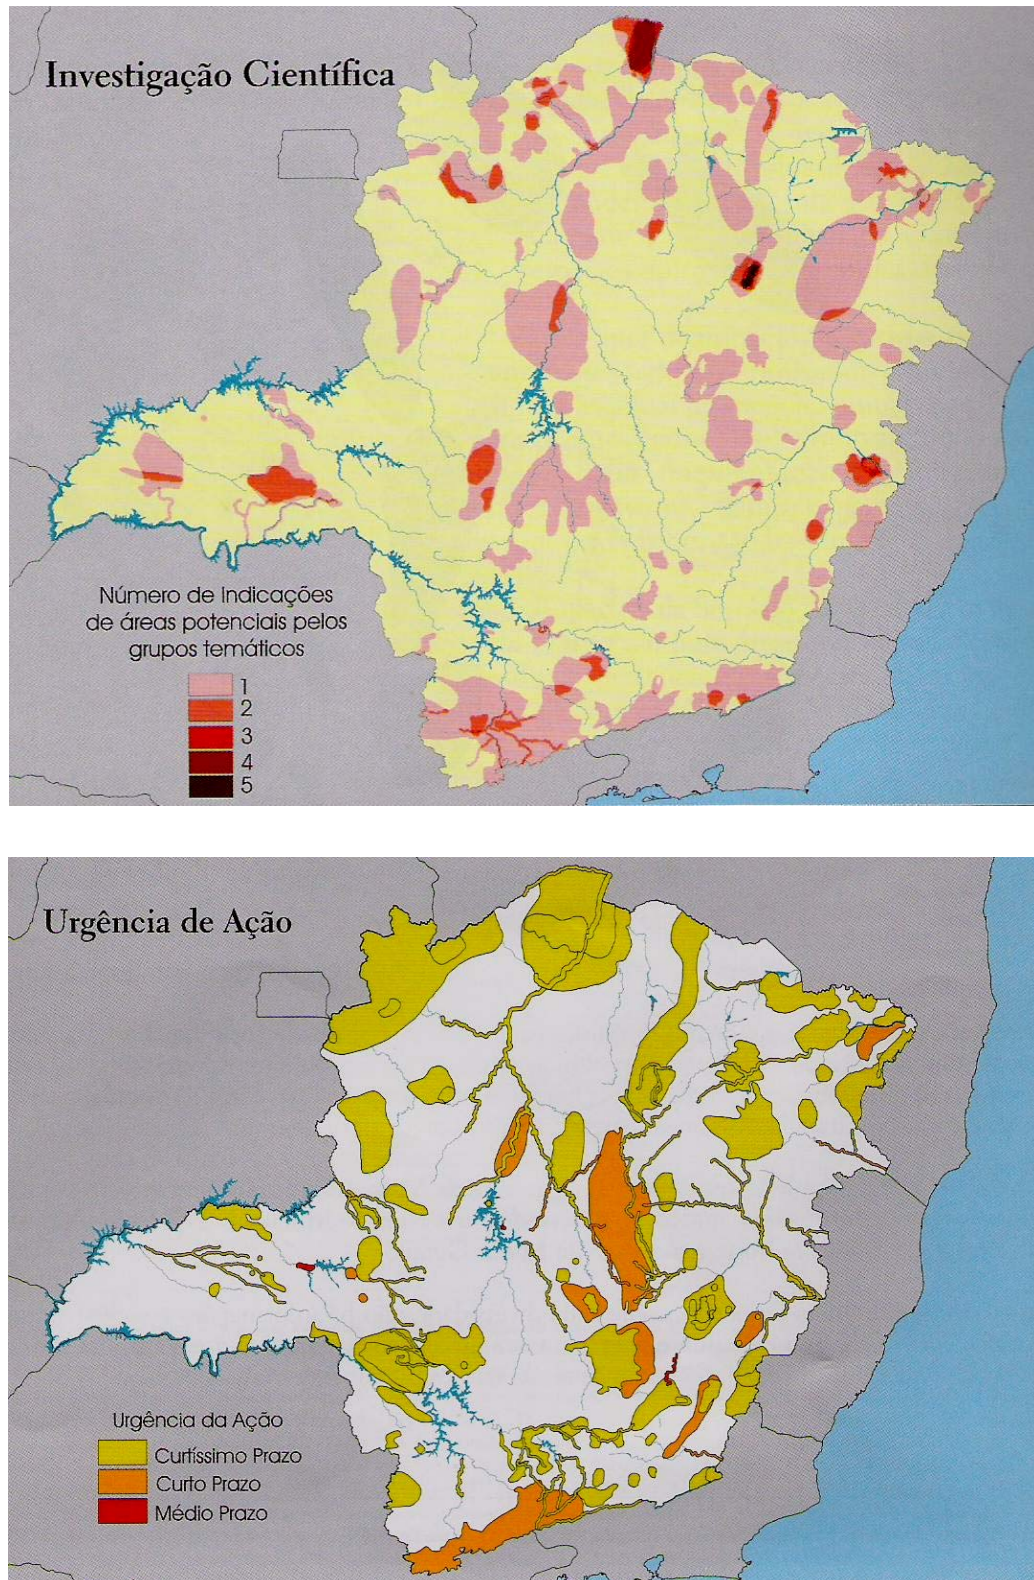 Investigação Científica
Número de Indicações
de áreas potenciais pelos
grupos temáticos
1
2
3
4
5
Urgência de Ação
Urgência da Ação
Curtíssimo Prazo
Curto Prazo
Médio Prazo